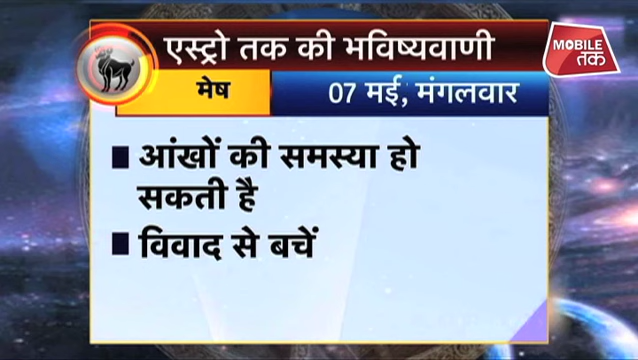 एस्ट्रो तक की भविष्यवाणी
MOBILE
तक
मेष
07 मई, मंगलवार
आंखों की समस्या हो
सकती है
विवाद से बचें